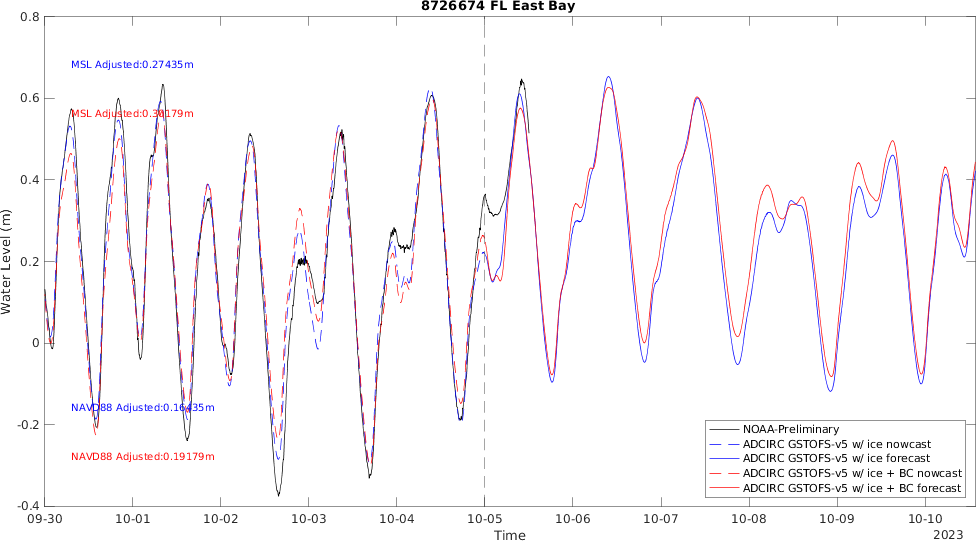 8726674 FL East Bay
0.8
0.6
0.4
0.2
0
-0.2
-0.4
Water Level (m)
MSL Adjusted:0.27435m
MSL Adjusted:0.30179m
NAVD88 Adjusted:0.16435m
NAVD88 Adjusted:0.19179m
NOAA-Preliminary
ADCIRC GSTOFS-v5 w/ ice nowcast
ADCIRC GSTOFS-v5 w/ ice forecast
ADCIRC GSTOFS-v5 w/ ice + BC nowcast
ADCIRC GSTOFS-v5 w/ ice + BC forecast
09-30 10-01 10-02 10-03 10-04 10-05 10-06 10-07 10-08 10-09 10-10
Time
2023